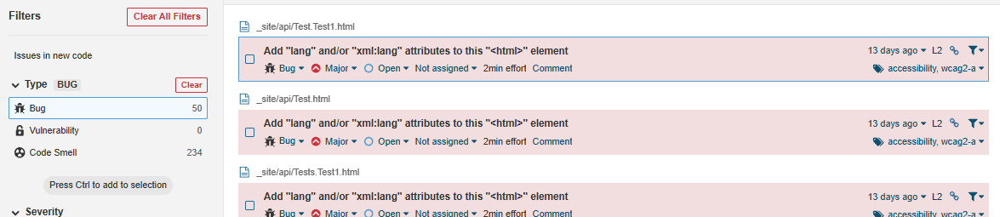 Filters
Clear All Filters
Issues in new code
Type BUG Clear
Bug 50
Vulnerability 0
Code Smell 234
Press Ctrl to add to selection
Severity
_site/api/Test.Test1.html
Add "lang" and/or "xml:lang" attributes to this "<html>" element
13 days ago L2
Bug Major Open Not assigned 2min effort Comment
accessibility, wcag2-a
_site/api/Test.html
Add "lang" and/or "xml:lang" attributes to this "<html>" element
13 days ago L2
Bug Major Open Not assigned 2min effort Comment
accessibility, wcag2-a
_site/api/Tests.Test1.html
Add "lang" and/or "xml:lang" attributes to this "<html>" element
13 days ago L2
Bug Major Open Not assigned 2min effort Comment
accessibility, wcag2-a